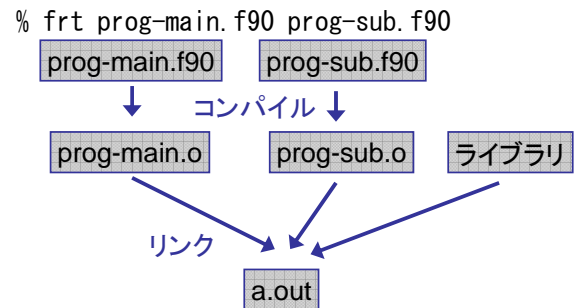 % frt prog-main.f90 prog-sub.f90
prog-main.f90 prog-sub.f90
コンパイル
prog-main.o prog-sub.o ライブラリ
リンク
a.out